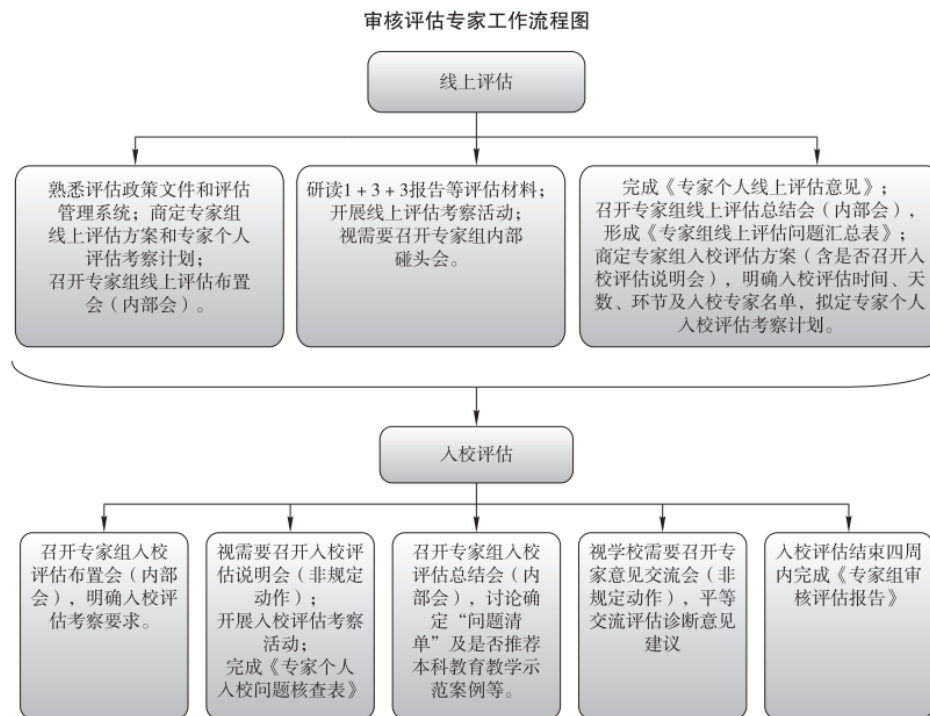 审核评估专家工作流程图
线上评估
熟悉评估政策文件和评估
管理系统；商定专家组
线上评估方案和专家个人
评估考察计划；
召开专家组线上评估布置
会（内部会）。
研读1+3+3报告等评估材料；
开展线上评估考察活动；
视需要召开专家组内部
碰头会。
完成《专家个人线上评估意见》；
召开专家组线上评估总结会（内部会），
形成《专家组线上评估问题汇总表》；
商定专家组入校评估方案（含是否召开入
校评估说明会），明确入校评估时间、天
数、环节及入校专家名单，拟定专家个人
入校评估考察计划。
入校评估
召开专家组入校
评估布置会（内部
会），明确入校评
估考察要求。
视需要召开入校评
估说明会（非规定
动作）；
开展入校评估考察
活动；
完成《专家个人
入校问题核查表》
召开专家组入校
评估总结会（内
部会），讨论确
定“问题清
单”及是否推荐
本科教育教学示
范案例等。
视学校需要召开专
家意见交流会（非
规定动作），平等
交流评估诊断意见
建议
入校评估结束四周
内完成《专家组审
核评估报告》